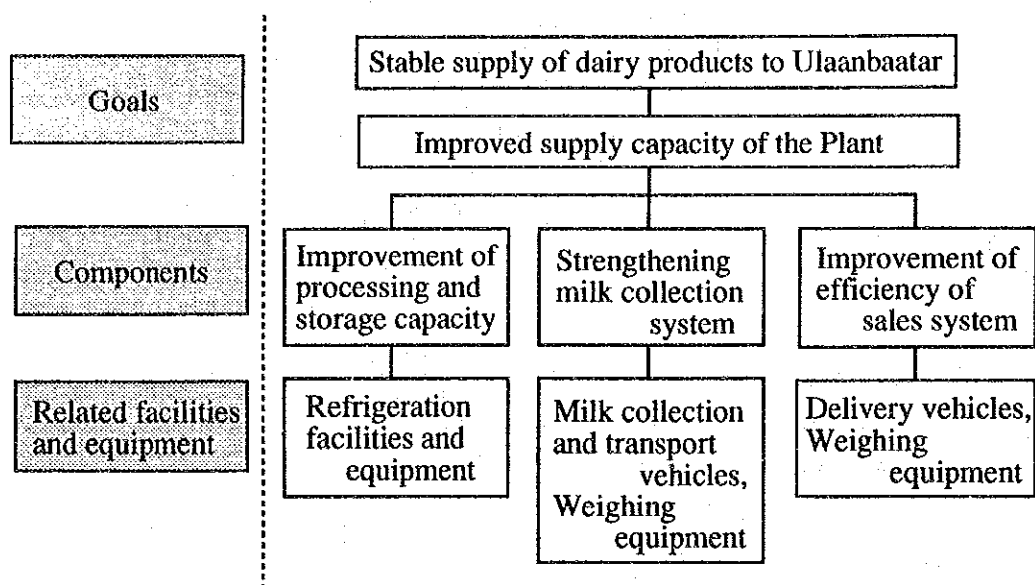 Goals
Stable supply of dairy products to Ulaanbaatar
Improved supply capacity of the Plant
Components
Improvement of
processing and
storage capacity
Strengthening
milk collection
system
Improvement of
efficiency of
sales system
Related facilities
and equipment
Refrigeration
facilities and
equipment
Milk collection
and transport
vehicles,
Weighing
equipment
Delivery vehicles,
Weighing
equipment